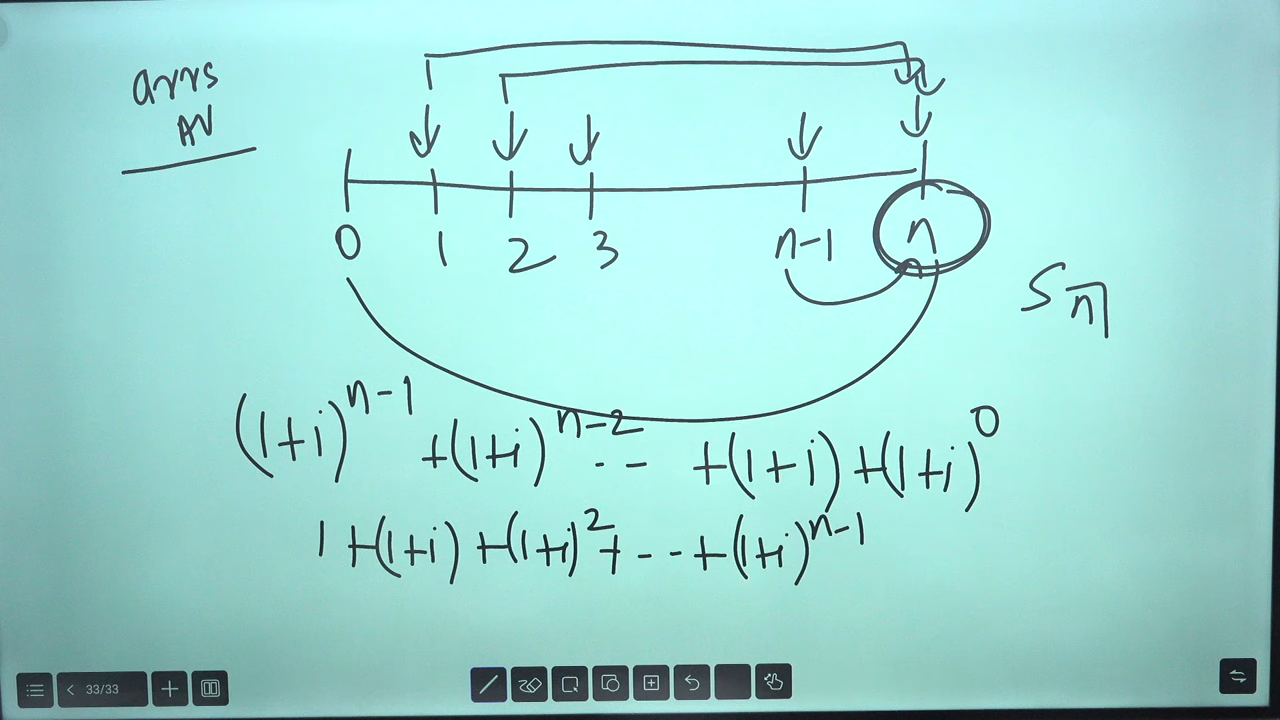 arrs
AV
0 1 2 3 n-1 n
Sn⌉
(1+i)^{n-1} +(1+i)^{n-2} -- +(1+i) +(1+i)^0
1 +(1+i) +(1+i)^2 + --+(1+i)^{n-1}
33/33